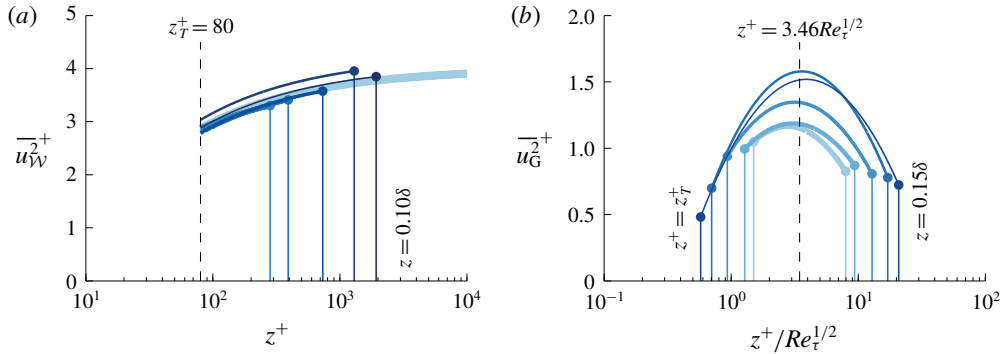 (a)
z_T^+ = 80
5
4
3
2
1
0
\overline{u_{\mathcal{W}}^2}^+
z = 0.10δ
10^1
10^2
10^3
10^4
z^+
(b)
z^+ = 3.46Re_τ^{1/2}
2.0
1.5
1.0
0.5
0
\overline{u_G^2}^+
z^+ = z_T^+
z = 0.15δ
10^{−1}
10^0
10^1
10^2
z^+/Re_τ^{1/2}